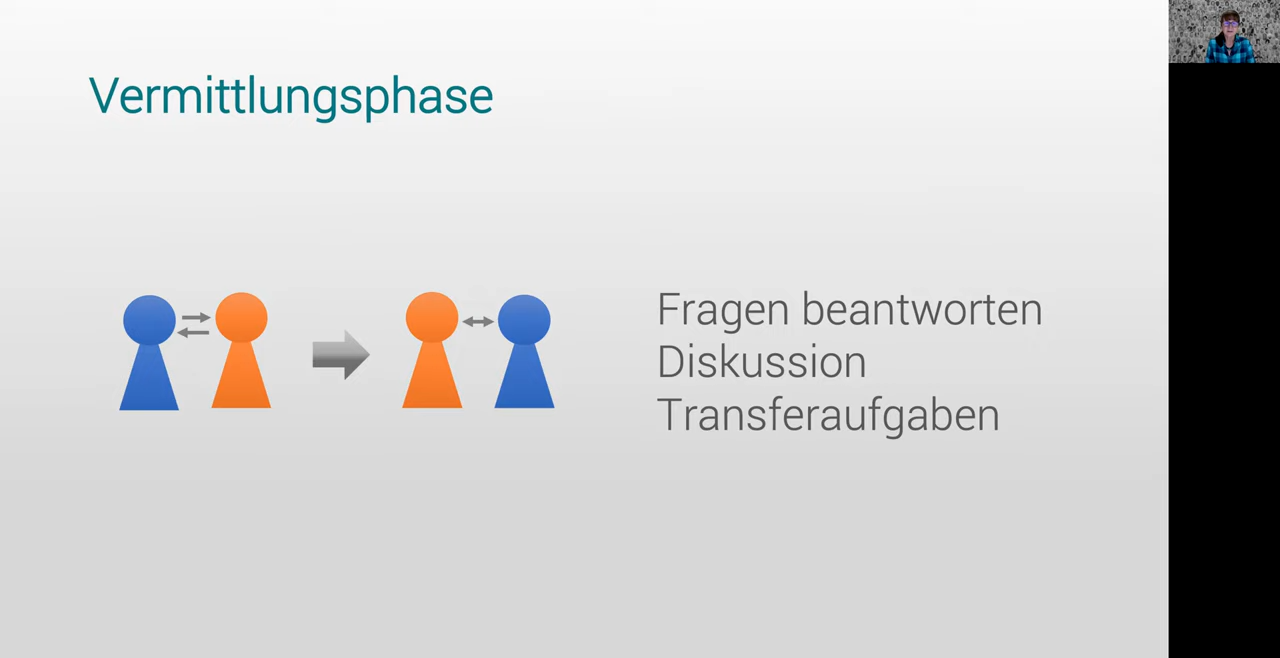 Vermittlungsphase
Fragen beantworten
Diskussion
Transferaufgaben